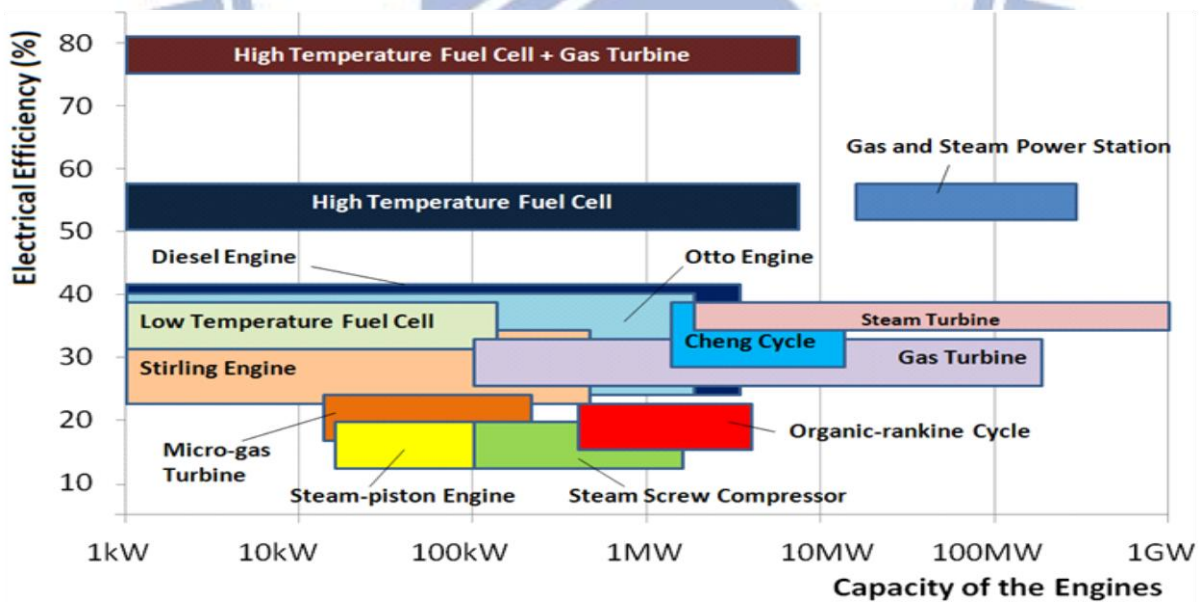 Electrical Efficiency (%)
80
70
60
50
40
30
20
10
High Temperature Fuel Cell + Gas Turbine
Gas and Steam Power Station
High Temperature Fuel Cell
Diesel Engine
Otto Engine
Low Temperature Fuel Cell
Steam Turbine
Cheng Cycle
Gas Turbine
Stirling Engine
Micro-gas
Turbine
Organic-rankine Cycle
Steam-piston Engine
Steam Screw Compressor
1kW
10kW
100kW
1MW
10MW
100MW
1GW
Capacity of the Engines